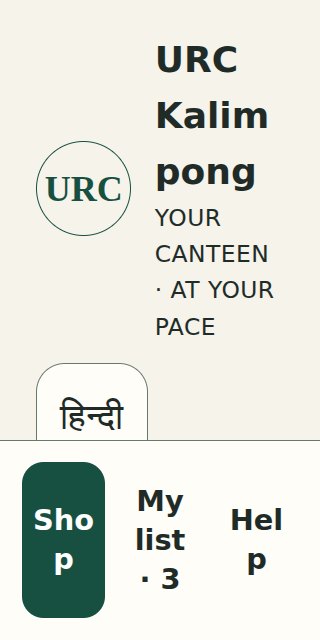 URC
URC
Kalim
pong
YOUR
CANTEEN
· AT YOUR
PACE
हिन्दी
Sho
p
My
list
· 3
Hel
p